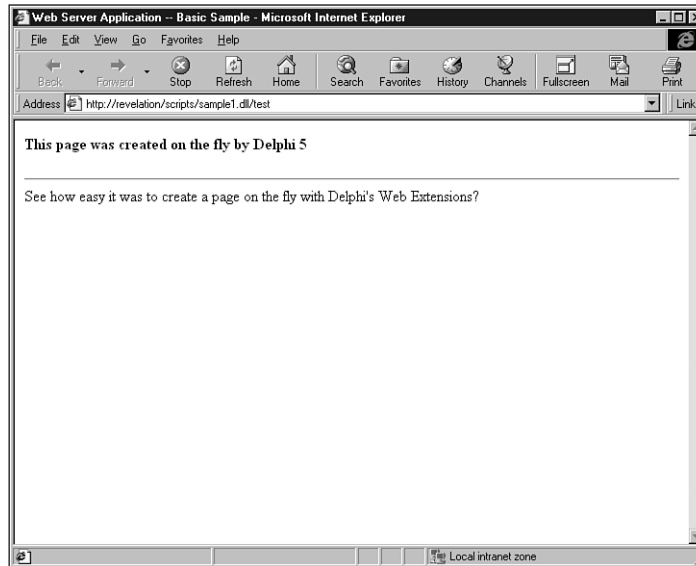 Web Server Application -- Basic Sample - Microsoft Internet Explorer
File Edit View Go Favorites Help
Back Forward Stop Refresh Home Search Favorites History Channels Fullscreen Mail Print
Address http://revelation/scripts/sample1.dll/test Link
This page was created on the fly by Delphi 5
See how easy it was to create a page on the fly with Delphi's Web Extensions?
Local intranet zone